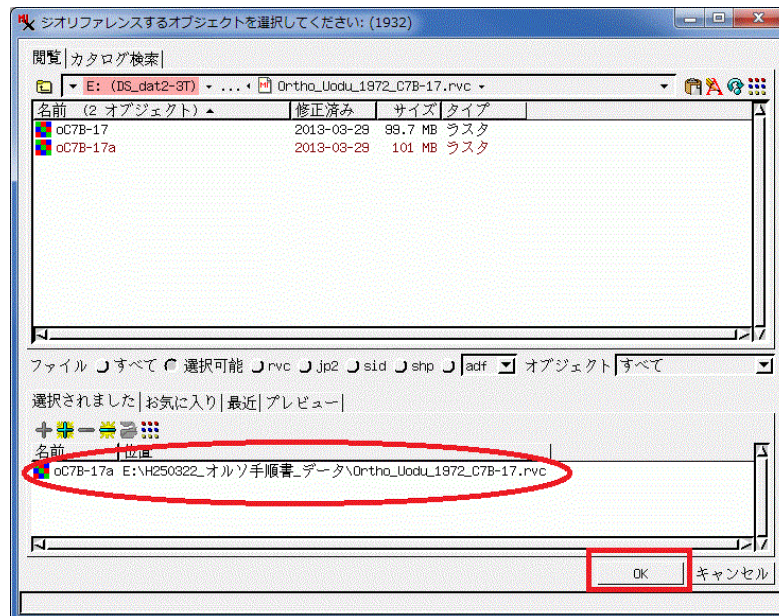 ジオリファレンスするオブジェクトを選択してください: (1932)
閲覧 カタログ検索
E: (DS_dat2-3T) ... Ortho_Uodu_1972_C7B-17.rvc
名前 (2 オブジェクト) 修正済み サイズ タイプ
oC7B-17 2013-03-29 99.7 MB ラスタ
oC7B-17a 2013-03-29 101 MB ラスタ
ファイル すべて 選択可能 rvc jp2 sid shp adf オブジェクト すべて
選択されました お気に入り 最近 プレビュー
名前 位置
oC7B-17a E:\H250322_オルソ手順書_データ\Ortho_Uodu_1972_C7B-17.rvc
OK キャンセル